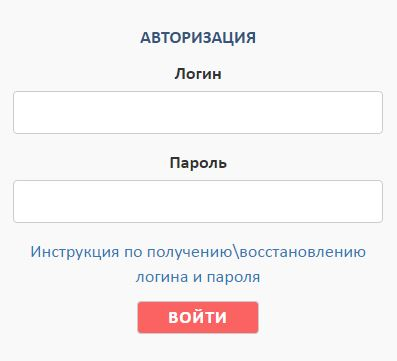 АВТОРИЗАЦИЯ
Логин
Пароль
Инструкция по получению\восстановлению
логина и пароля
ВОЙТИ